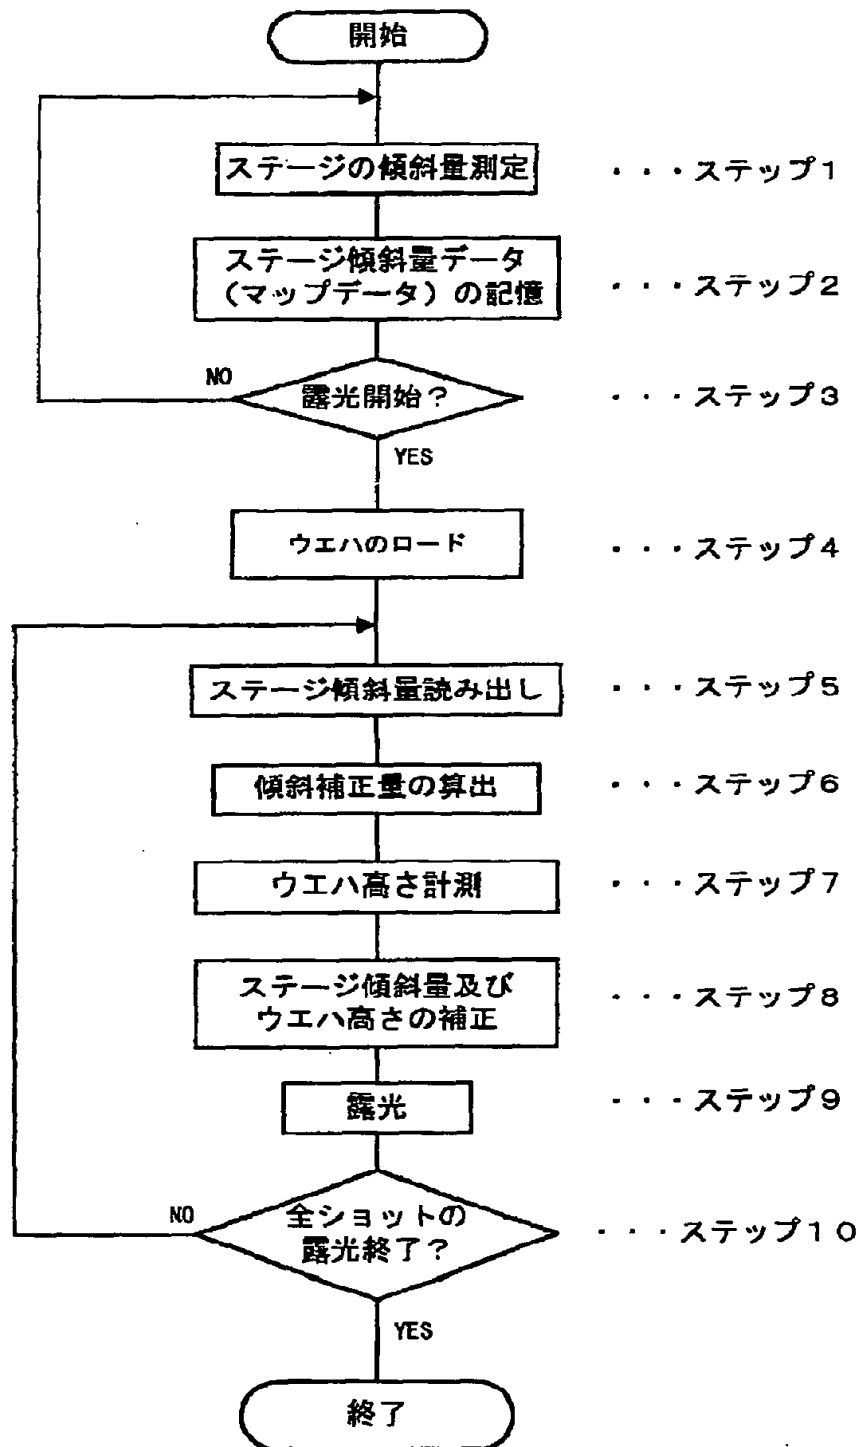 開始
ステージの傾斜量測定 ・・・ステップ1
ステージ傾斜量データ
(マップデータ)の記憶 ・・・ステップ2
NO
露光開始? ・・・ステップ3
YES
ウエハのロード ・・・ステップ4
ステージ傾斜量読み出し ・・・ステップ5
傾斜補正量の算出 ・・・ステップ6
ウエハ高さ計測 ・・・ステップ7
ステージ傾斜量及び
ウエハ高さの補正 ・・・ステップ8
露光 ・・・ステップ9
NO
全ショットの
露光終了? ・・・ステップ10
YES
終了